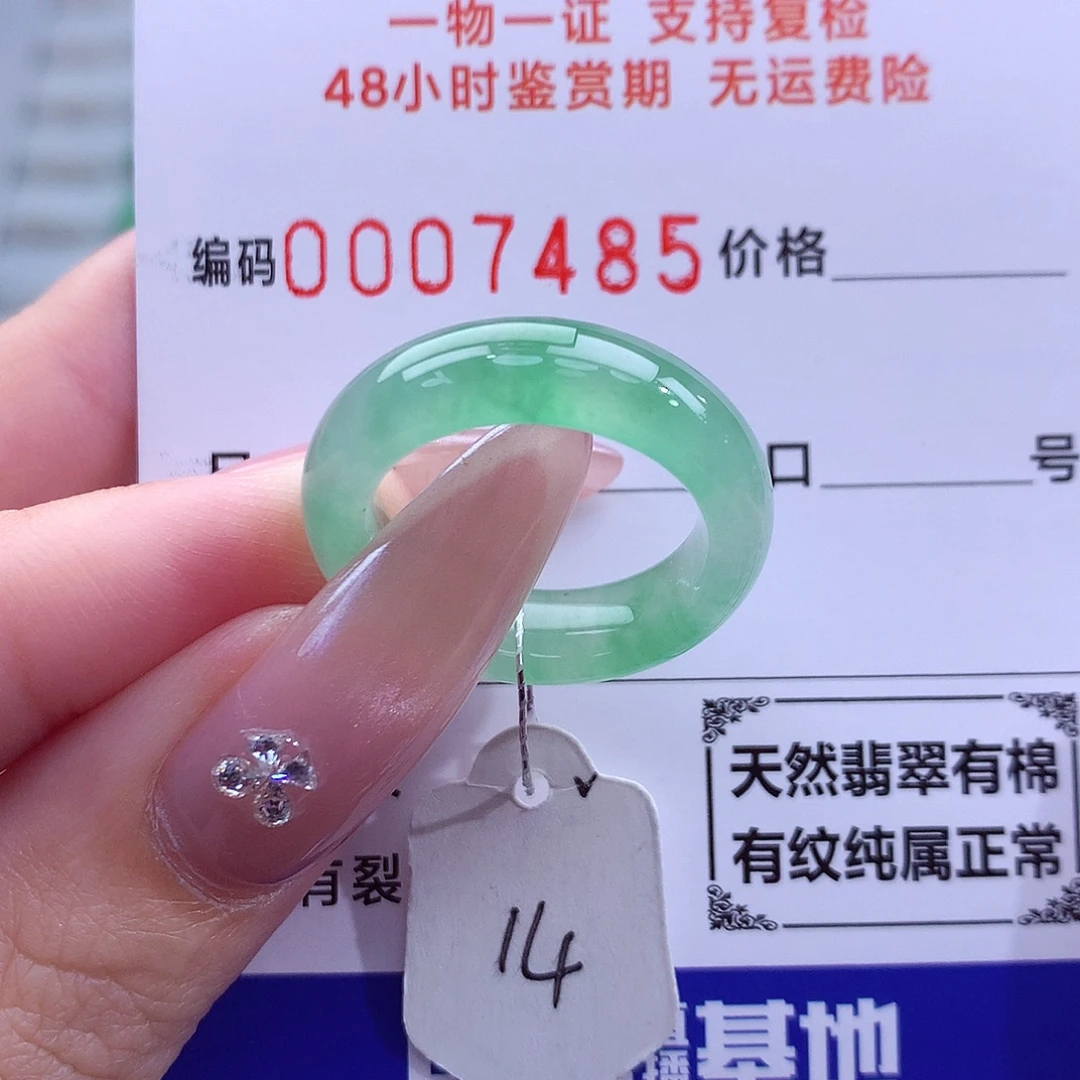 一物一证 支持复检
48小时鉴赏期 无运费险
编码0007485价格
口 号
天然翡翠有棉
有纹纯属正常
有裂
14
播基地